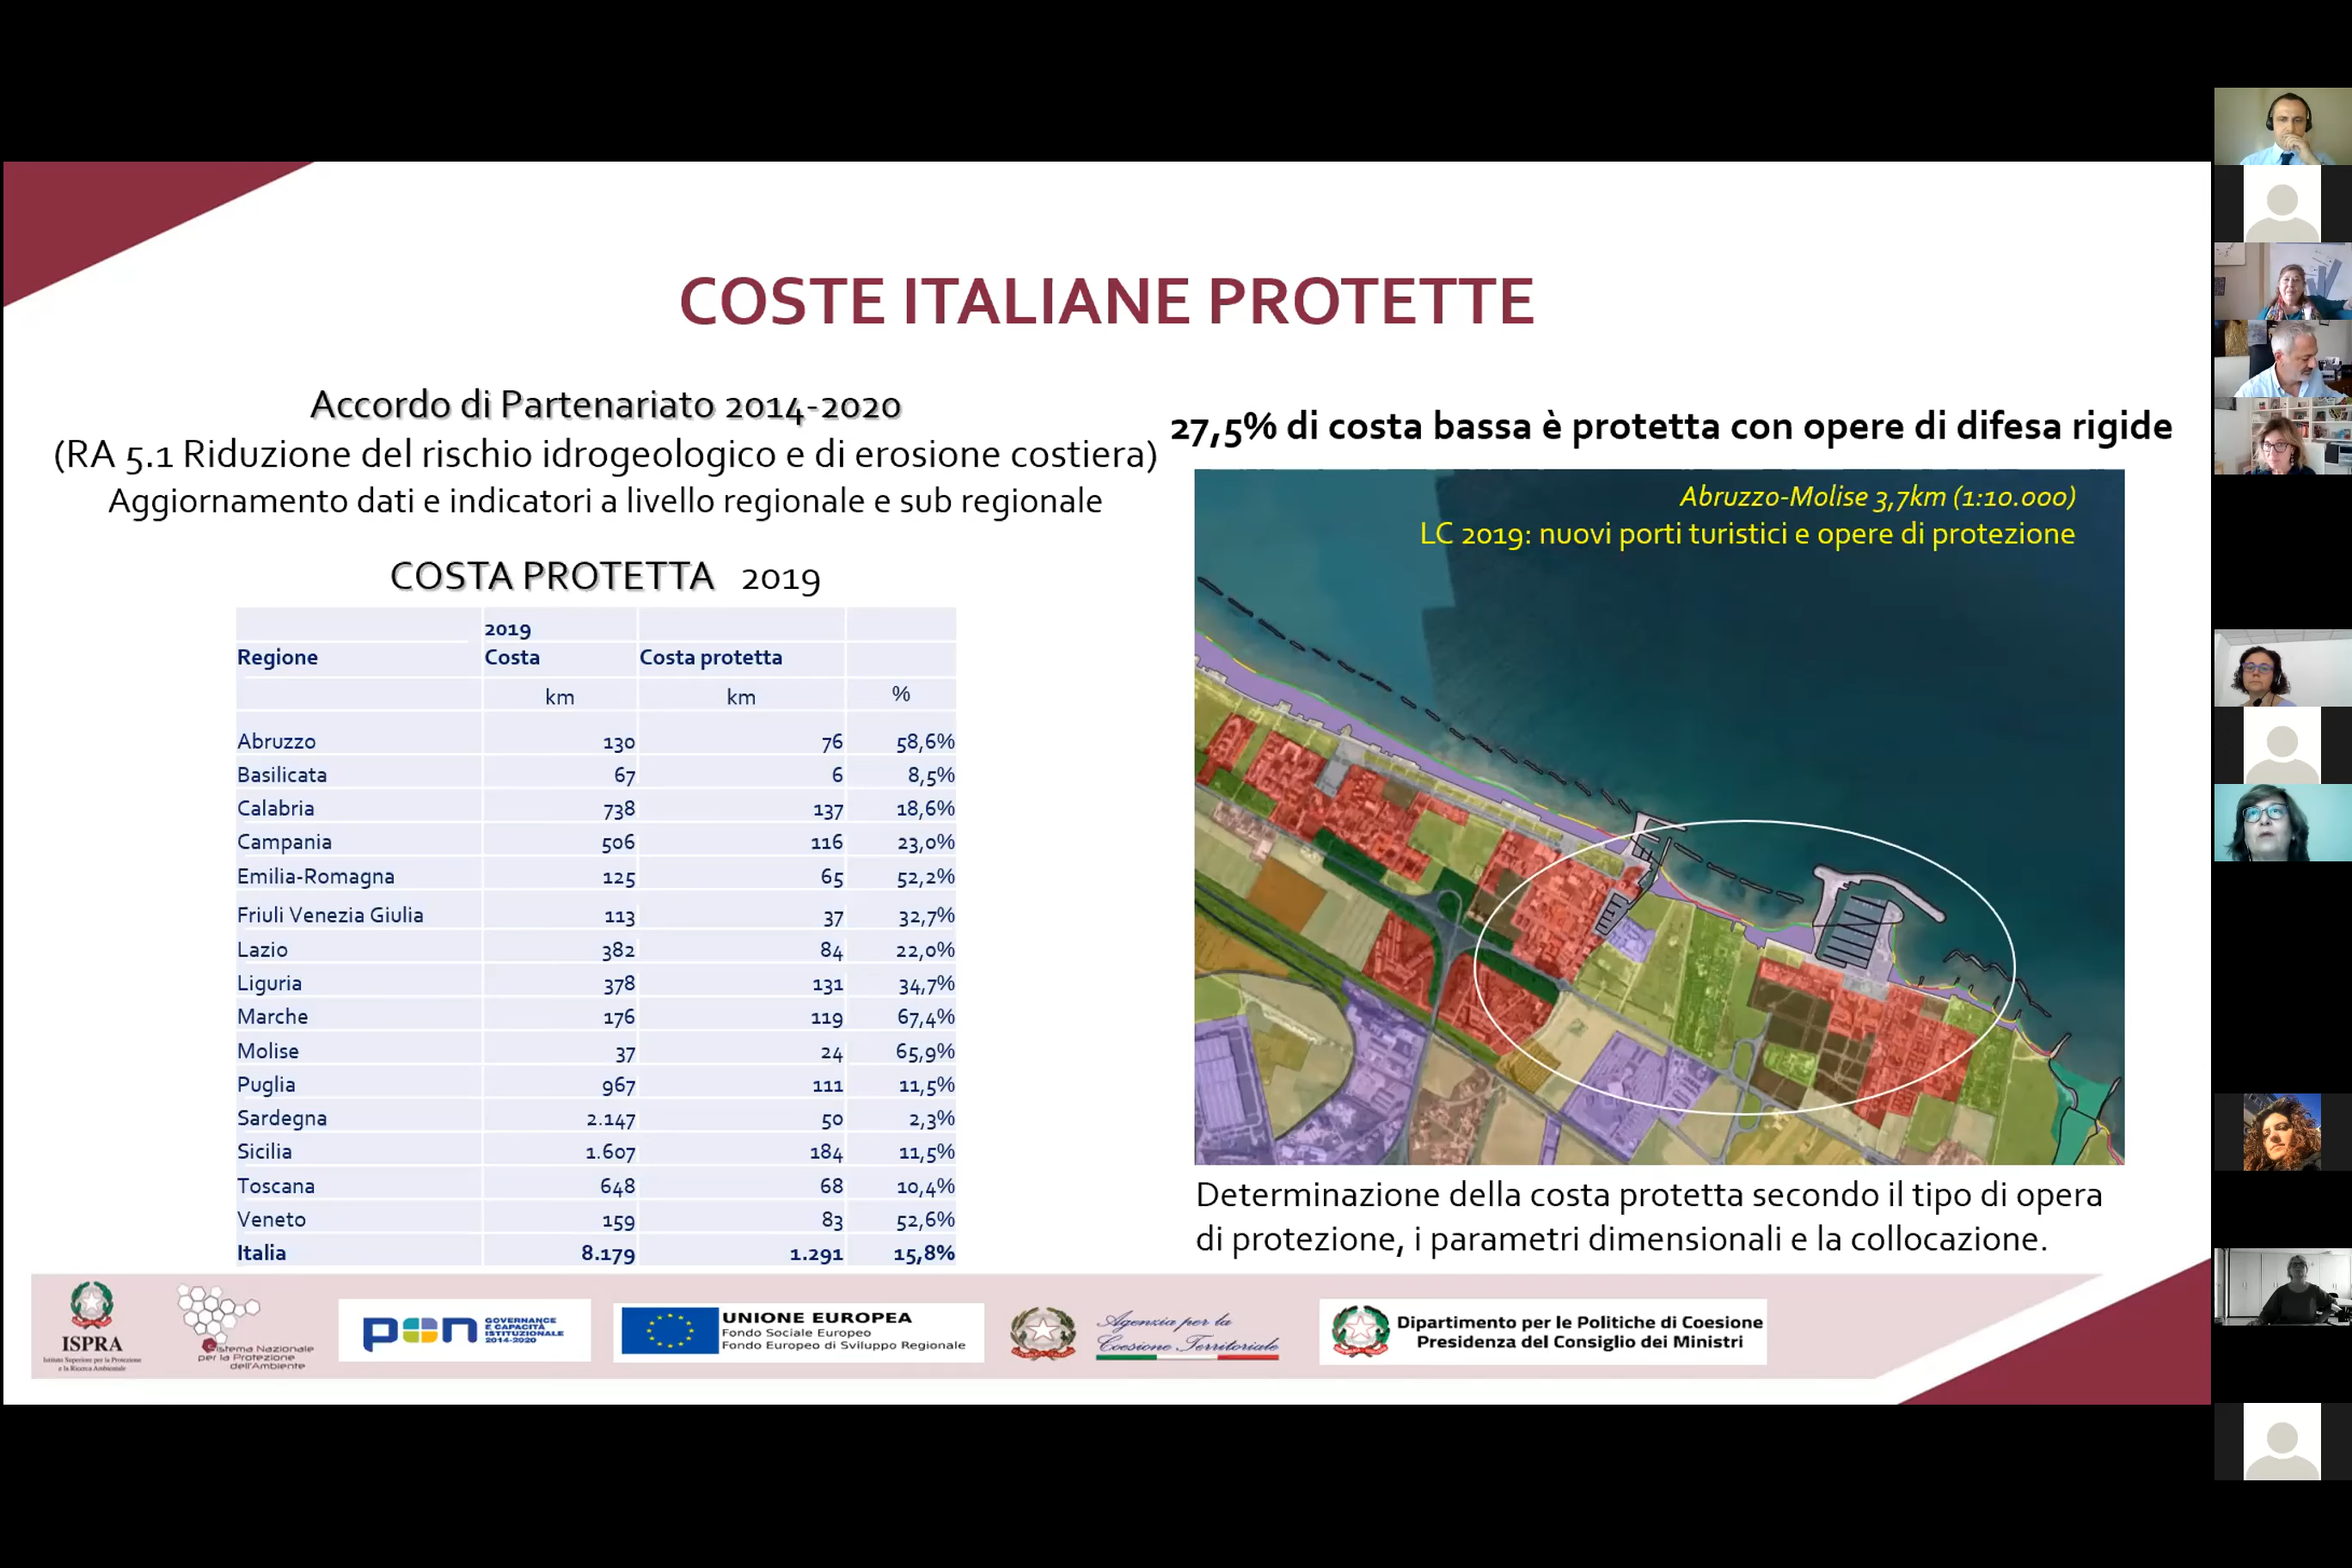 COSTE ITALIANE PROTETTE
Accordo di Partenariato 2014-2020
(RA 5.1 Riduzione del rischio idrogeologico e di erosione costiera)
Aggiornamento dati e indicatori a livello regionale e sub regionale
COSTA PROTETTA 2019
2019
Regione Costa Costa protetta
km km %
Abruzzo 130 76 58,6%
Basilicata 67 6 8,5%
Calabria 738 137 18,6%
Campania 506 116 23,0%
Emilia-Romagna 125 65 52,2%
Friuli Venezia Giulia 113 37 32,7%
Lazio 382 84 22,0%
Liguria 378 131 34,7%
Marche 176 119 67,4%
Molise 37 24 65,9%
Puglia 967 111 11,5%
Sardegna 2.147 50 2,3%
Sicilia 1.607 184 11,5%
Toscana 648 68 10,4%
Veneto 159 83 52,6%
Italia 8.179 1.291 15,8%
27,5% di costa bassa è protetta con opere di difesa rigide
Abruzzo-Molise 3,7km (1:10.000)
LC 2019: nuovi porti turistici e opere di protezione
Determinazione della costa protetta secondo il tipo di opera
di protezione, i parametri dimensionali e la collocazione.
ISPRA
Istituto Superiore per la Protezione
e la Ricerca Ambientale
Sistema Nazionale
per la Protezione
dell'Ambiente
pon
GOVERNANCE
E CAPACITÀ
ISTITUZIONALE
2014-2020
UNIONE EUROPEA
Fondo Sociale Europeo
Fondo Europeo di Sviluppo Regionale
Agenzia per la
Coesione Territoriale
Dipartimento per le Politiche di Coesione
Presidenza del Consiglio dei Ministri